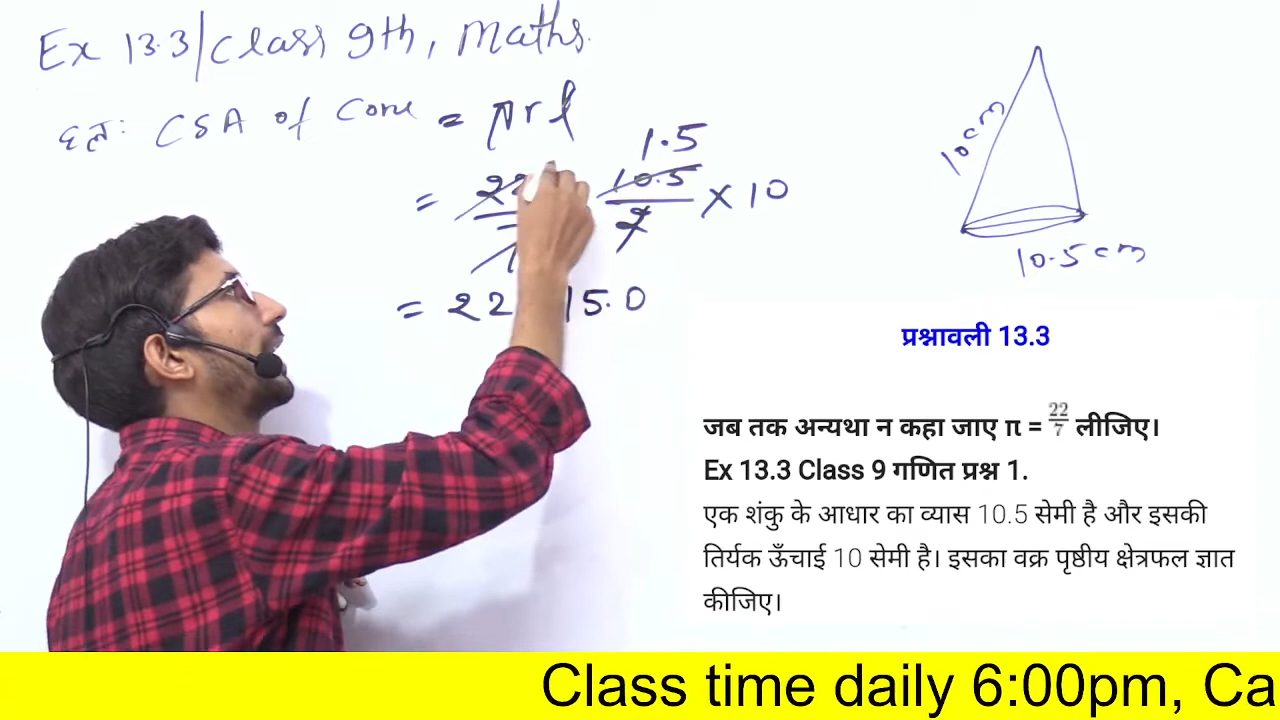 Ex 13.3/class 9th, maths.
हल: CSA of cone = πrl
1.5
= 10.5/2 × 10
= 22 15.0
10cm
10.5cm
प्रश्नावली 13.3
जब तक अन्यथा न कहा जाए π = 22/7 लीजिए।
Ex 13.3 Class 9 गणित प्रश्न 1.
एक शंकु के आधार का व्यास 10.5 सेमी है और इसकी
तिर्यक ऊँचाई 10 सेमी है। इसका वक्र पृष्ठीय क्षेत्रफल ज्ञात
कीजिए।
Class time daily 6:00pm, Ca